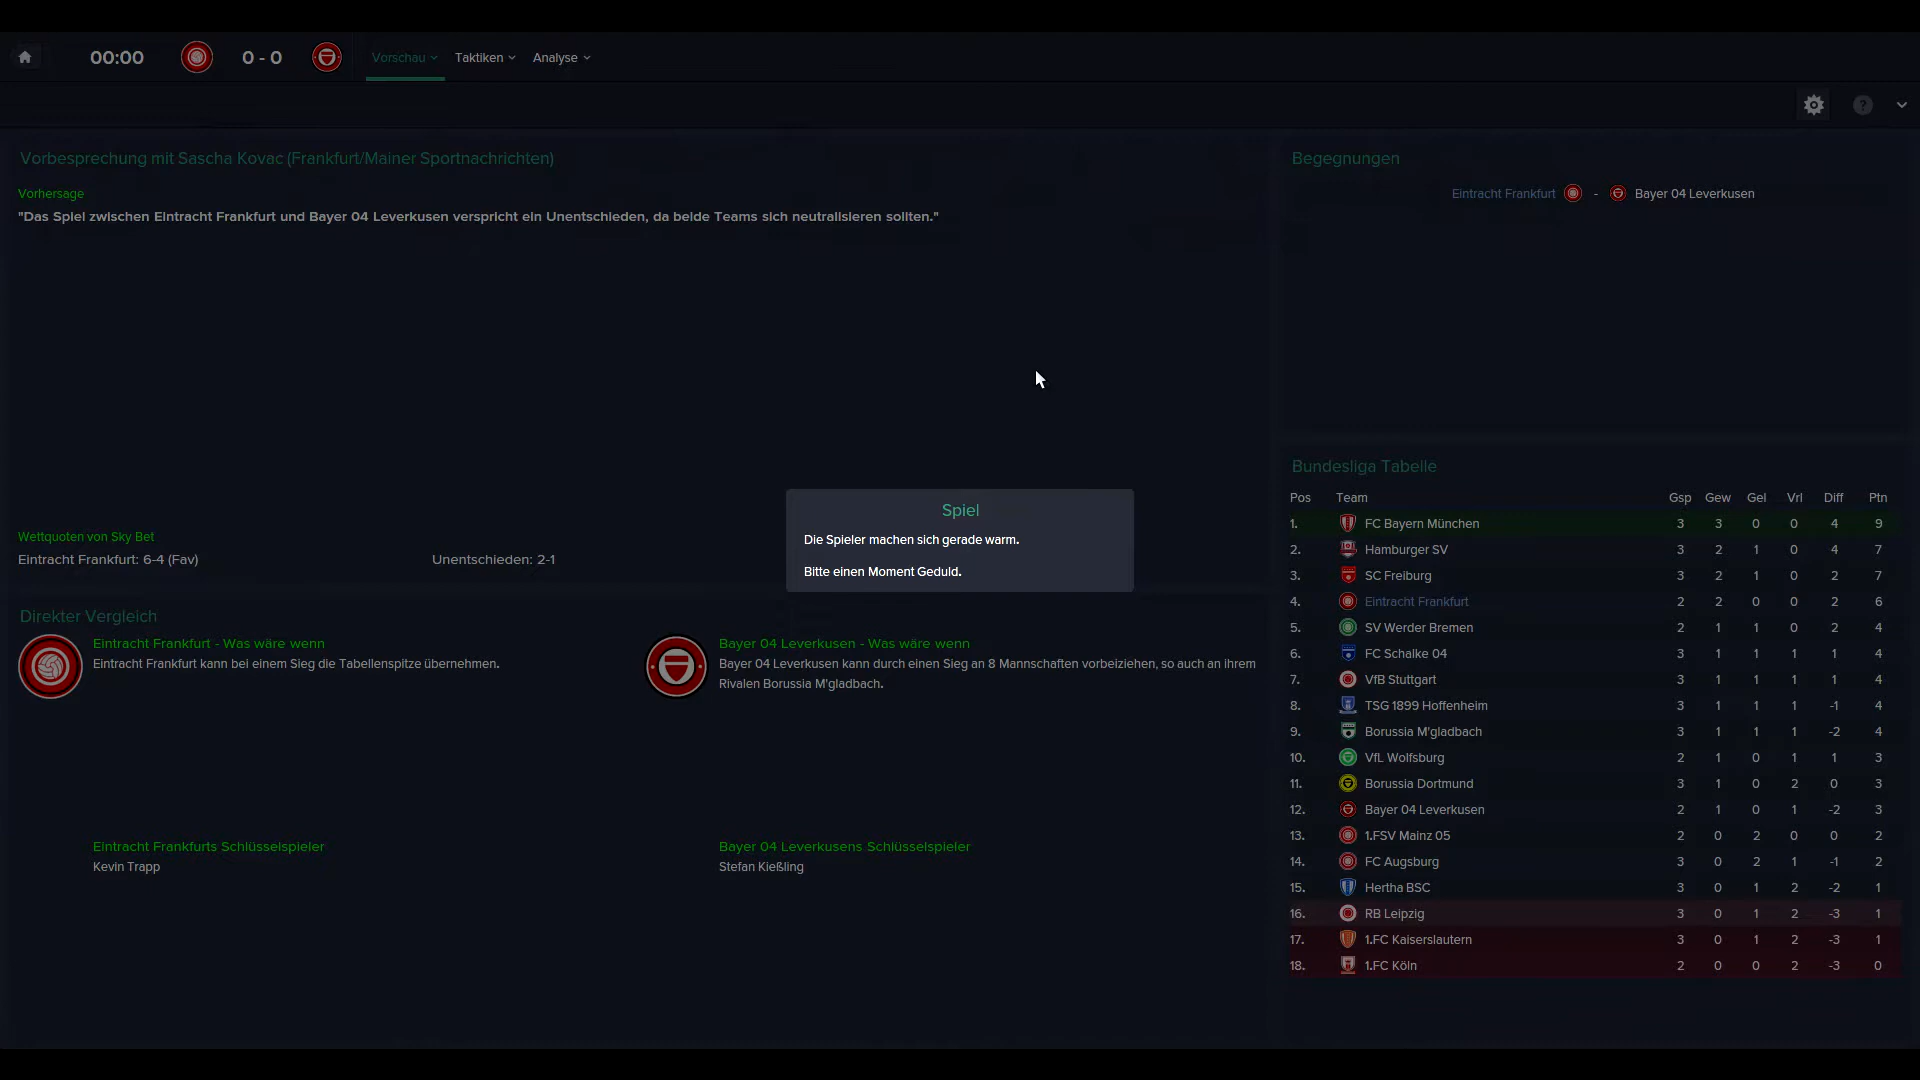 00:00
0 - 0
Vorschau
Taktiken
Analyse
?
Vorbesprechung mit Sascha Kovac (Frankfurt/Mainer Sportnachrichten)
Vorhersage
"Das Spiel zwischen Eintracht Frankfurt und Bayer 04 Leverkusen verspricht ein Unentschieden, da beide Teams sich neutralisieren sollten."
Wettquoten von Sky Bet
Eintracht Frankfurt: 6-4 (Fav)
Unentschieden: 2-1
Spiel
Die Spieler machen sich gerade warm.
Bitte einen Moment Geduld.
Direkter Vergleich
Eintracht Frankfurt - Was wäre wenn
Eintracht Frankfurt kann bei einem Sieg die Tabellenspitze übernehmen.
Bayer 04 Leverkusen - Was wäre wenn
Bayer 04 Leverkusen kann durch einen Sieg an 8 Mannschaften vorbeiziehen, so auch an ihrem
Rivalen Borussia M'gladbach.
Eintracht Frankfurts Schlüsselspieler
Kevin Trapp
Bayer 04 Leverkusens Schlüsselspieler
Stefan Kießling
Begegnungen
Eintracht Frankfurt - Bayer 04 Leverkusen
Bundesliga Tabelle
Pos Team Gsp Gew Gel Vrl Diff Ptn
1. FC Bayern München 3 3 0 0 4 9
2. Hamburger SV 3 2 1 0 4 7
3. SC Freiburg 3 2 1 0 2 7
4. Eintracht Frankfurt 2 2 0 0 2 6
5. SV Werder Bremen 2 1 1 0 2 4
6. FC Schalke 04 3 1 1 1 1 4
7. VfB Stuttgart 3 1 1 1 1 4
8. TSG 1899 Hoffenheim 3 1 1 1 -1 4
9. Borussia M'gladbach 3 1 1 1 -2 4
10. VfL Wolfsburg 2 1 0 1 1 3
11. Borussia Dortmund 3 1 0 2 0 3
12. Bayer 04 Leverkusen 2 1 0 1 -2 3
13. 1.FSV Mainz 05 2 0 2 0 0 2
14. FC Augsburg 3 0 2 1 -1 2
15. Hertha BSC 3 0 1 2 -2 1
16. RB Leipzig 3 0 1 2 -3 1
17. 1.FC Kaiserslautern 3 0 1 2 -3 1
18. 1.FC Köln 2 0 0 2 -3 0